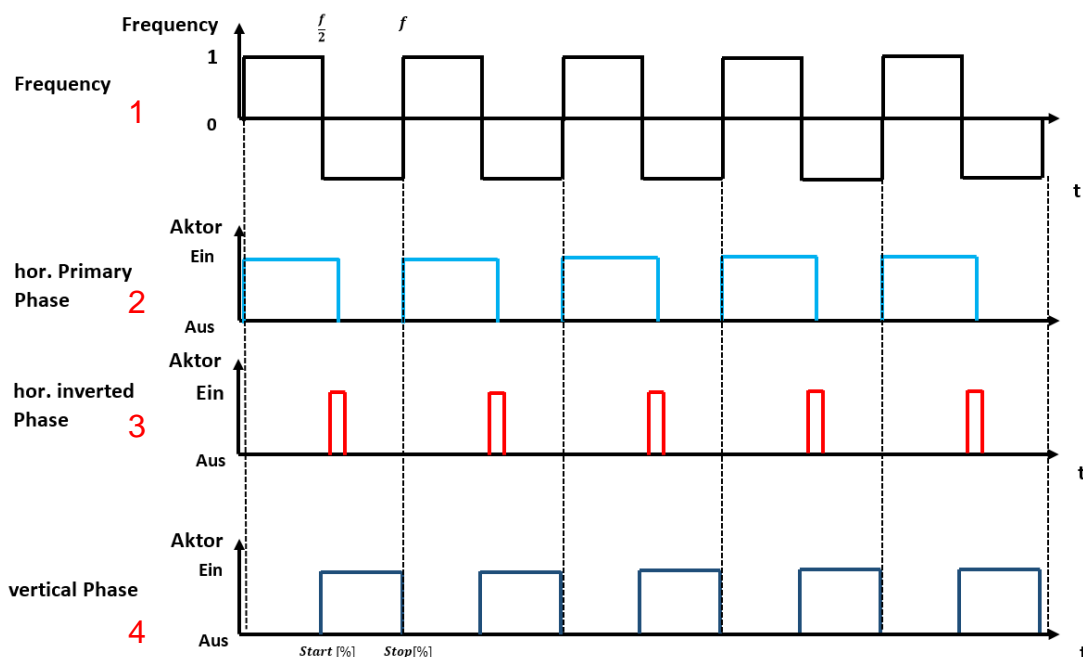 Frequency
f/2
f
1
Frequency
1
0
t
Aktor
Ein
hor. Primary
Phase
2
Aus
Aktor
hor. inverted
Ein
Phase
3
Aus
t
Aktor
Ein
vertical Phase
4
Aus
Start [%]
Stop[%]
t